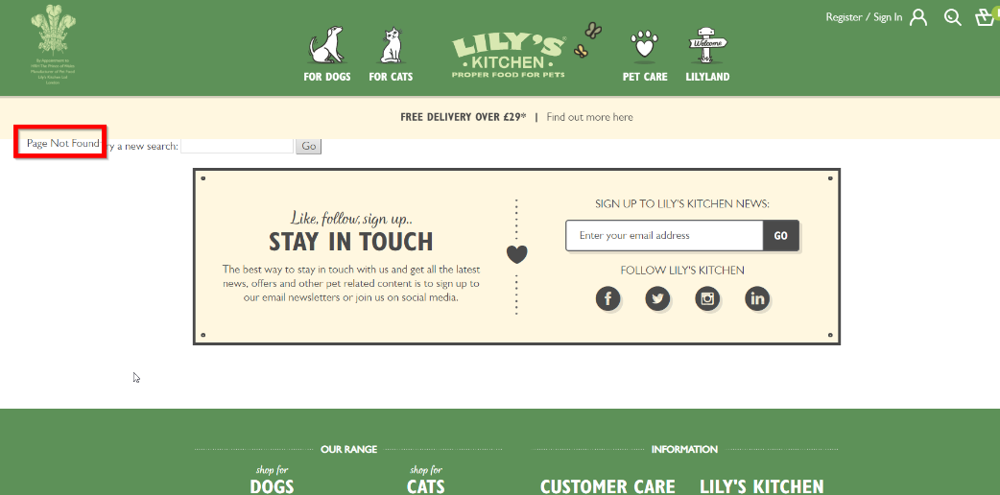 Register / Sign In
By Appointment to
HRH The Prince of Wales
Manufacturer of Pet Food
Lily's Kitchen Ltd
London
FOR DOGS
FOR CATS
LILY'S
• KITCHEN •
PROPER FOOD FOR PETS
PET CARE
Welcome
LILYLAND
FREE DELIVERY OVER £29* | Find out more here
Page Not Found ry a new search: Go
Like, follow, sign up..
STAY IN TOUCH
The best way to stay in touch with us and get all the latest
news, offers and other pet related content is to sign up to
our email newsletters or join us on social media.
SIGN UP TO LILY'S KITCHEN NEWS:
Enter your email address GO
FOLLOW LILY'S KITCHEN
OUR RANGE
shop for
DOGS
shop for
CATS
INFORMATION
CUSTOMER CARE
LILY'S KITCHEN